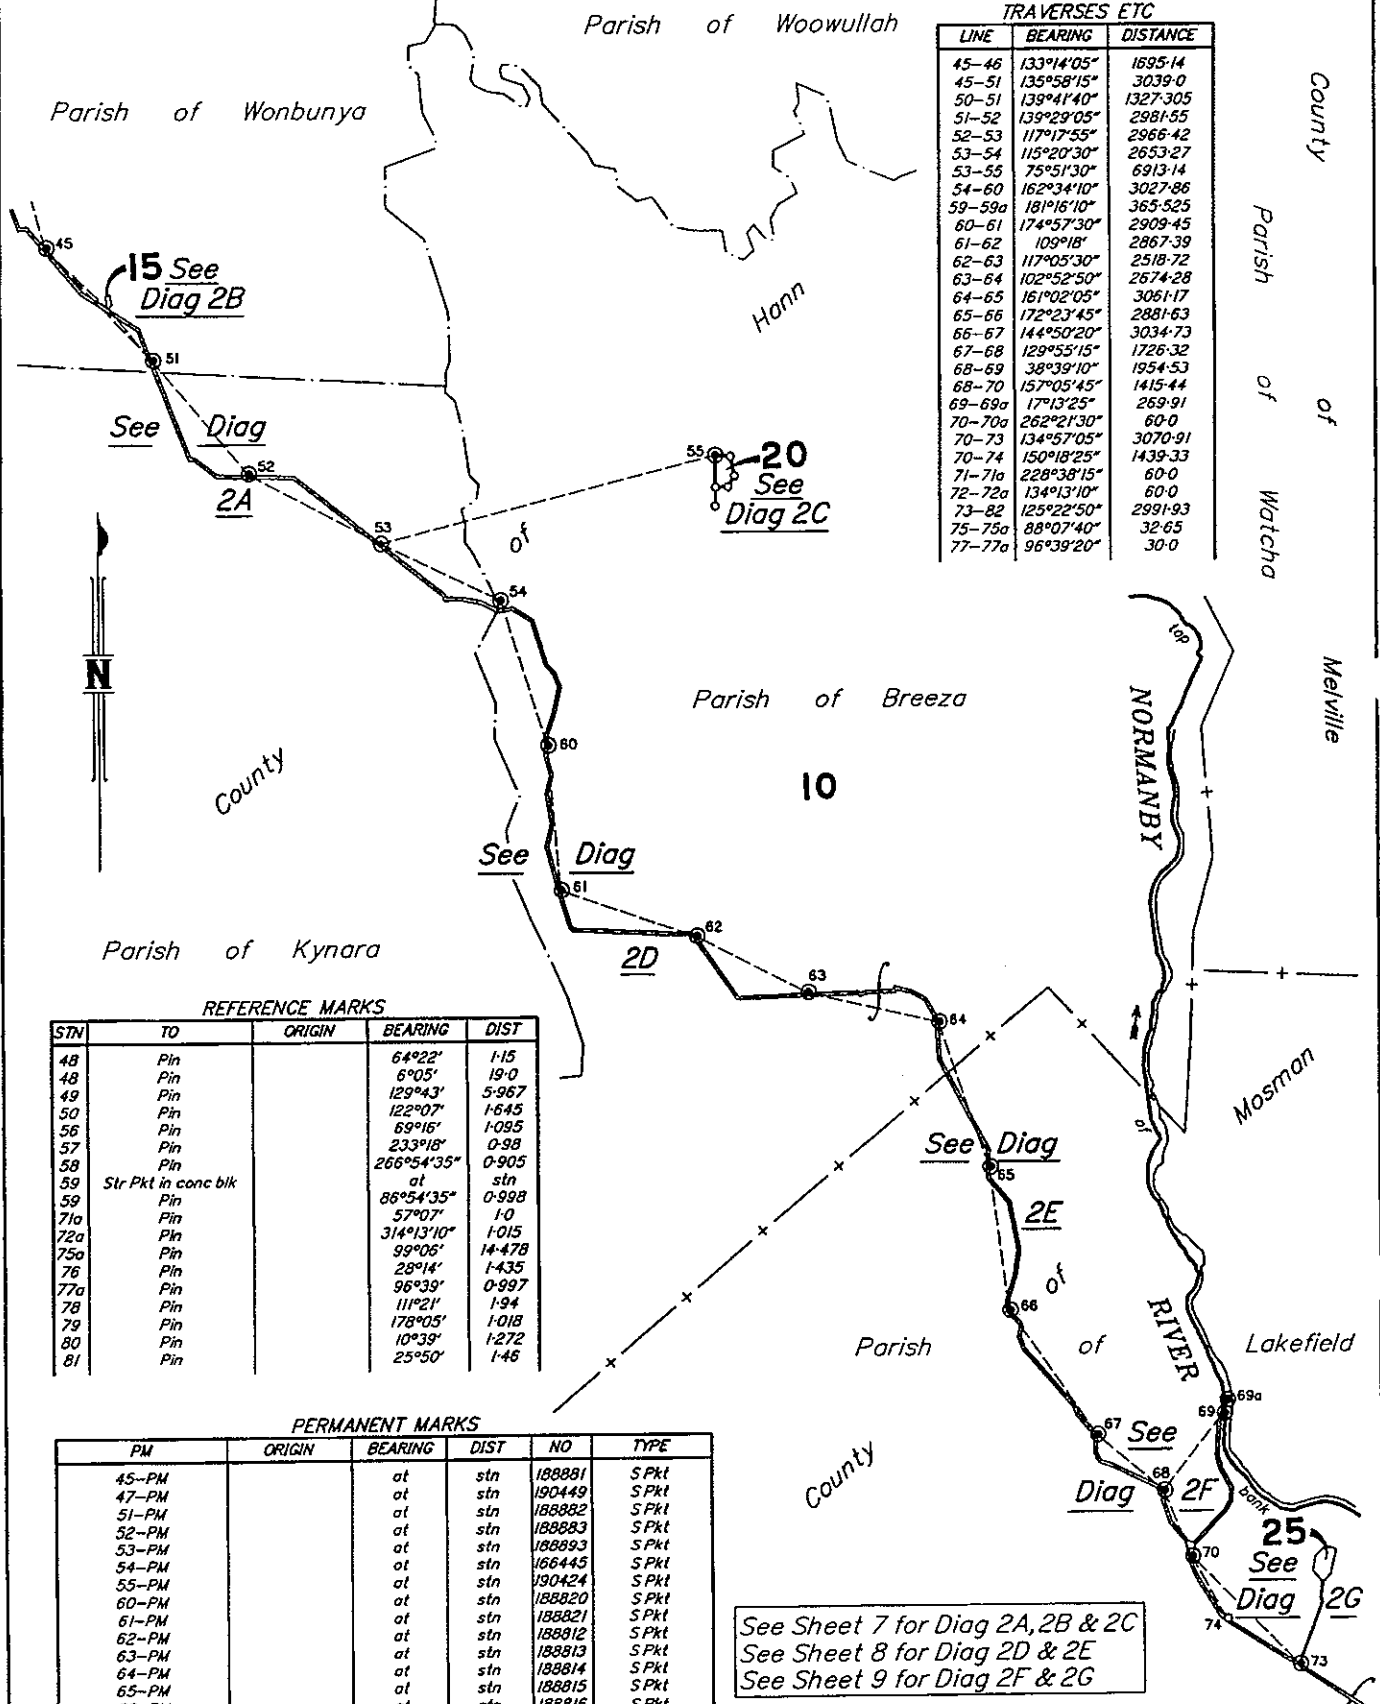 Parish of Woowullah
Parish of Wonbunya
TRAVERSES ETC
LINE BEARING DISTANCE
45-46 133°14'05" 1695·14
45-51 135°58'15" 3039·0
50-51 139°41'40" 1327·305
51-52 139°29'05" 2981·55
52-53 117°17'55" 2966·42
53-54 115°20'30" 2653·27
53-55 75°51'30" 6913·14
54-60 162°34'10" 3027·86
59-59a 181°16'10" 365·525
60-61 174°57'30" 2909·45
61-62 109°18' 2867·39
62-63 117°05'30" 2518·72
63-64 102°52'50" 2674·28
64-65 161°02'05" 3061·17
65-66 172°23'45" 2881·63
66-67 144°50'20" 3034·73
67-68 129°55'15" 1726·32
68-69 38°39'10" 1954·53
68-70 157°05'45" 1415·44
69-69a 17°13'25" 269·91
70-70a 262°21'30" 60·0
70-73 134°57'05" 3070·91
70-74 150°18'25" 1439·33
71-71a 228°38'15" 60·0
72-72a 134°13'10" 60·0
73-82 125°22'50" 2991·93
75-75a 88°07'40" 32·65
77-77a 96°39'20" 30·0
County of Melville
Parish of Watcha
45
15 See
Diag 2B
51
See Diag
2A
52
53
54
55
20
See
Diag 2C
County of Hann
N
60
Parish of Breeza
10
See Diag
2D
61
62
63
64
top
NORMANBY
RIVER
of
Parish of Kynara
REFERENCE MARKS
STN TO ORIGIN BEARING DIST
48 Pin 64°22' 1·15
48 Pin 6°05' 19·0
49 Pin 129°43' 5·967
50 Pin 122°07' 1·645
56 Pin 69°16' 1·095
57 Pin 233°18' 0·98
58 Pin 266°54'35" 0·905
59 Str Pkt in conc blk at stn
59 Pin 86°54'35" 0·998
71a Pin 57°07' 1·0
72a Pin 314°13'10" 1·015
75a Pin 99°06' 14·478
76 Pin 28°14' 1·435
77a Pin 96°39' 0·997
78 Pin 111°21' 1·94
79 Pin 178°05' 1·018
80 Pin 10°39' 1·272
81 Pin 25°50' 1·46
See Diag
2E
65
66
County of Mosman
Parish of Lakefield
67
See
Diag 2F
68
69a
69
bank
70
25
See
Diag 2G
74
73
PERMANENT MARKS
PM ORIGIN BEARING DIST NO TYPE
45-PM at stn 188881 S Pkt
47-PM at stn 190449 S Pkt
51-PM at stn 188882 S Pkt
52-PM at stn 188883 S Pkt
53-PM at stn 188893 S Pkt
54-PM at stn 166445 S Pkt
55-PM at stn 190424 S Pkt
60-PM at stn 188820 S Pkt
61-PM at stn 188821 S Pkt
62-PM at stn 188812 S Pkt
63-PM at stn 188813 S Pkt
64-PM at stn 188814 S Pkt
65-PM at stn 188815 S Pkt
See Sheet 7 for Diag 2A, 2B & 2C
See Sheet 8 for Diag 2D & 2E
See Sheet 9 for Diag 2F & 2G